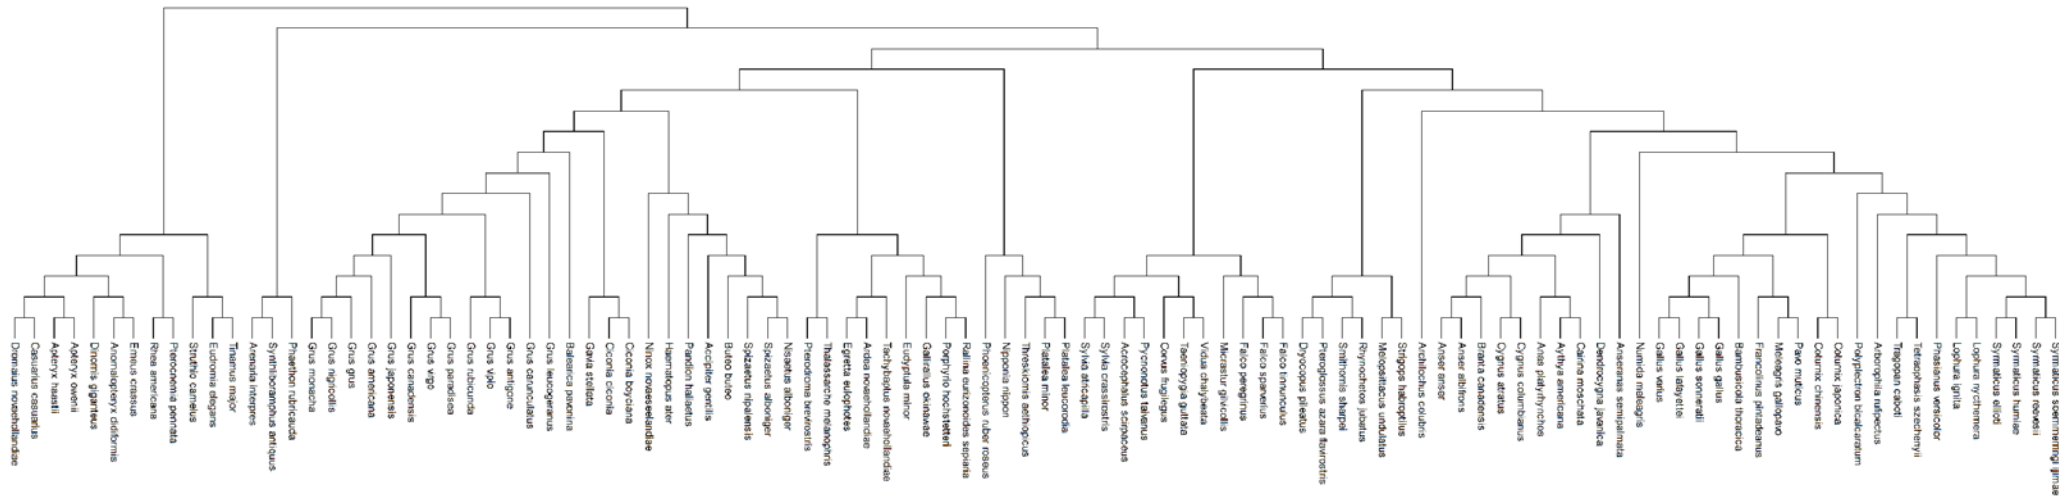 Dromaius novaehollandiae
Casuarius casuarius
Apteryx haastii
Apteryx owenii
Dinornis giganteus
Anomalopteryx didiformis
Emeus crassus
Rhea americana
Pterocnemia pennata
Struthio camelus
Eudromia elegans
Tinamus major
Arenaria interpres
Synthliboramphus antiquus
Phaethon rubricauda
Grus monacha
Grus nigricollis
Grus grus
Grus americana
Grus japonensis
Grus canadensis
Grus virgo
Grus paradisea
Grus rubicunda
Grus vipio
Grus antigone
Grus carunculatus
Grus leucogeranus
Balearica pavonina
Gavia stellata
Ciconia ciconia
Ciconia boyciana
Ninox novaeseelandiae
Haematopus ater
Pandion haliaetus
Accipiter gentilis
Buteo buteo
Spizaetus nipalensis
Spizaetus alboniger
Nisaetus alboniger
Pterodroma brevirostris
Thalassarche melanophris
Egretta eulophotes
Ardea novaehollandiae
Tachybaptus novaehollandiae
Eudyptula minor
Gallirallus okinawae
Porphyrio hochstetteri
Rallina eurizonoides sepiaria
Phoenicopterus ruber roseus
Nipponia nippon
Threskiornis aethiopicus
Platalea minor
Platalea leucorodia
Sylvia atricapilla
Sylvia crassirostris
Acrocephalus scirpaceus
Pycnonotus taivanus
Corvus frugilegus
Taeniopygia guttata
Vidua chalybeata
Micrastur gilvicollis
Falco peregrinus
Falco sparverius
Falco tinnunculus
Dryocopus pileatus
Pteroglossus azara flavirostris
Smithornis sharpei
Rhynochetos jubatus
Melopsittacus undulatus
Strigops habroptilus
Archilochus colubris
Anser anser
Anser albifrons
Branta canadensis
Cygnus atratus
Cygnus columbianus
Anas platyrhynchos
Aythya americana
Cairina moschata
Dendrocygna javanica
Anseranas semipalmata
Numida meleagris
Gallus varius
Gallus lafayettei
Gallus sonneratii
Gallus gallus
Bambusicola thoracica
Francolinus pintadeanus
Meleagris gallopavo
Pavo muticus
Coturnix chinensis
Coturnix japonica
Polyplectron bicalcaratum
Arborophila rufipectus
Tragopan caboti
Tetraophasis szechenyii
Phasianus versicolor
Lophura ignita
Lophura nycthemera
Syrmaticus ellioti
Syrmaticus humiae
Syrmaticus reevesii
Syrmaticus soemmerringi ijimae